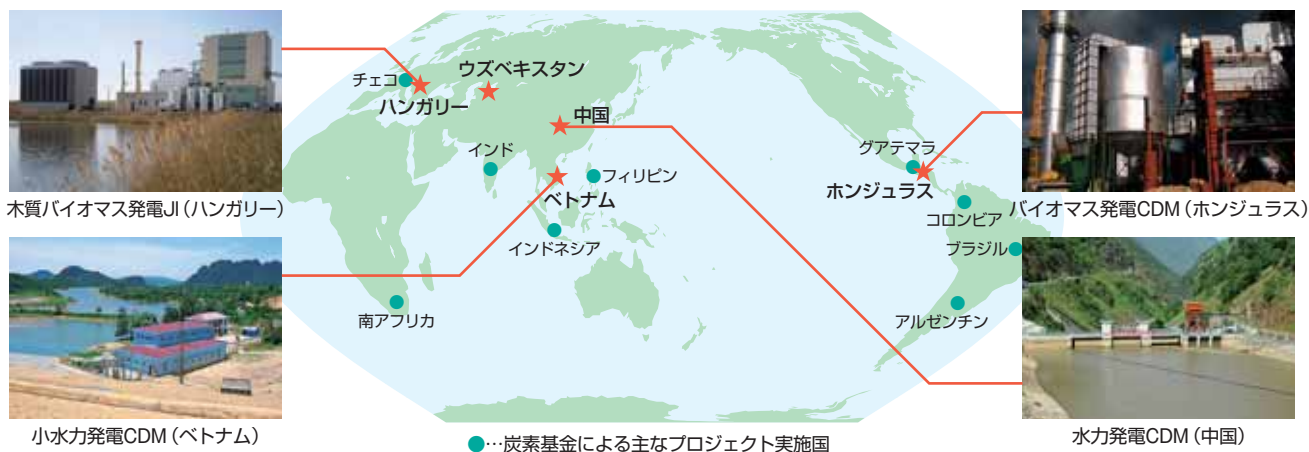 チェコ
ハンガリー
ウズベキスタン
中国
インド
ベトナム
フィリピン
インドネシア
南アフリカ
グアテマラ
ホンジュラス
コロンビア
ブラジル
アルゼンチン
木質バイオマス発電JI（ハンガリー）
バイオマス発電CDM（ホンジュラス）
小水力発電CDM（ベトナム）
●…炭素基金による主なプロジェクト実施国
水力発電CDM（中国）